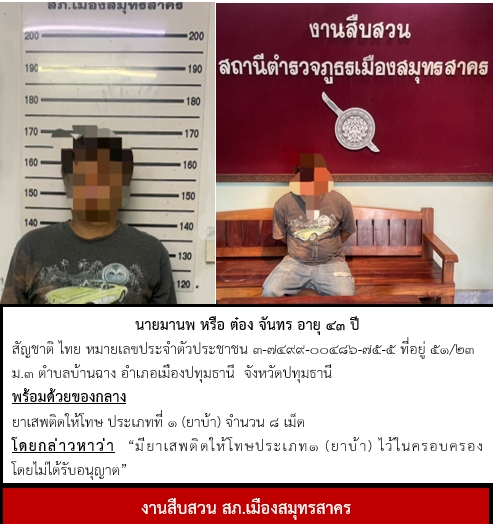 สภ.เมืองสมุทรสาคร
200 200
190 190
180 180
170 170
160 160
150 150
140 140
130
120
งานสืบสวน
สถานีตำรวจภูธรเมืองสมุทรสาคร
นายมานพ หรือ ต๋อง จันทร อายุ ๔๓ ปี
สัญชาติ ไทย หมายเลขประจำตัวประชาชน ๓-๗๔๙๙-๐๐๔๘๖-๗๕-๕ ที่อยู่ ๕๑/๒๓
ม.๓ ตำบลบ้านฉาง อำเภอเมืองปทุมธานี จังหวัดปทุมธานี
พร้อมด้วยของกลาง
ยาเสพติดให้โทษ ประเภทที่ ๑ (ยาบ้า) จำนวน ๘ เม็ด
โดยกล่าวหาว่า “มียาเสพติดให้โทษประเภท๑ (ยาบ้า) ไว้ในครอบครอง
โดยไม่ได้รับอนุญาต”
งานสืบสวน สภ.เมืองสมุทรสาคร